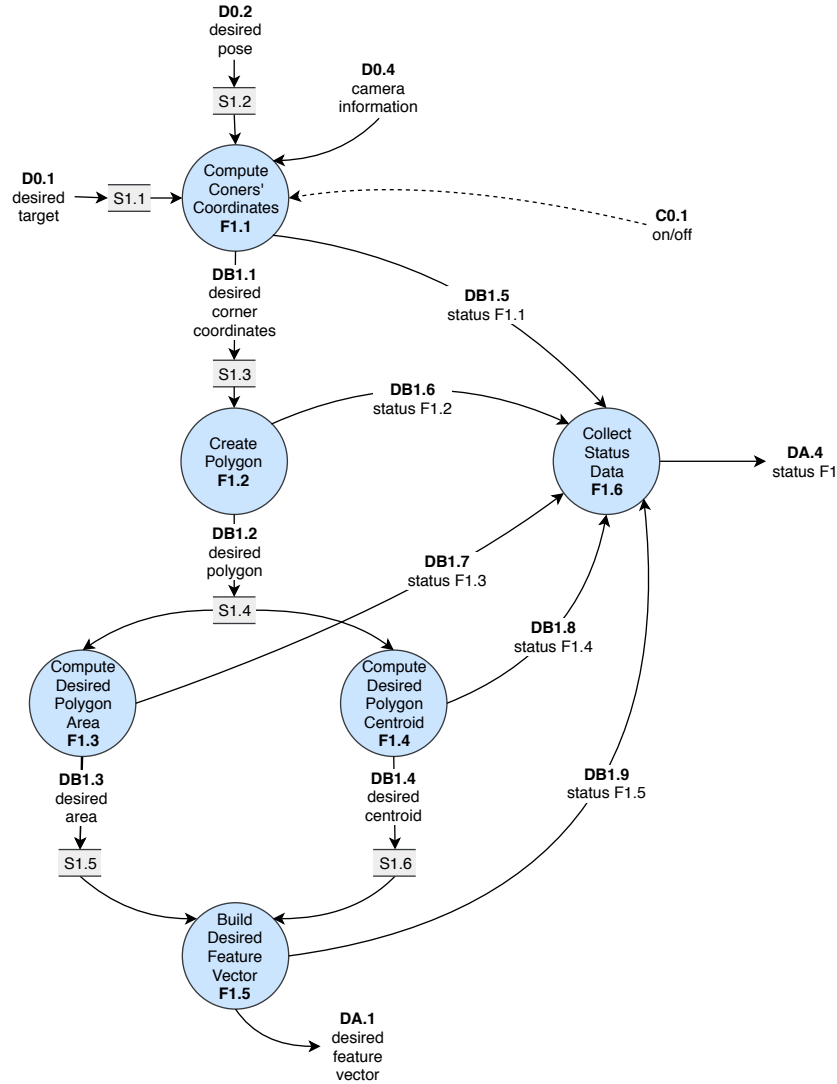 D0.2
desired
pose
S1.2
D0.4
camera
information
D0.1
desired
target
S1.1
Compute
Coners'
Coordinates
F1.1
C0.1
on/off
DB1.1
desired
corner
coordinates
DB1.5
status F1.1
S1.3
DB1.6
status F1.2
Create
Polygon
F1.2
Collect
Status
Data
F1.6
DA.4
status F1
DB1.2
desired
polygon
DB1.7
status F1.3
S1.4
DB1.8
status F1.4
Compute
Desired
Polygon
Area
F1.3
Compute
Desired
Polygon
Centroid
F1.4
DB1.3
desired
area
DB1.4
desired
centroid
DB1.9
status F1.5
S1.5
S1.6
Build
Desired
Feature
Vector
F1.5
DA.1
desired
feature
vector